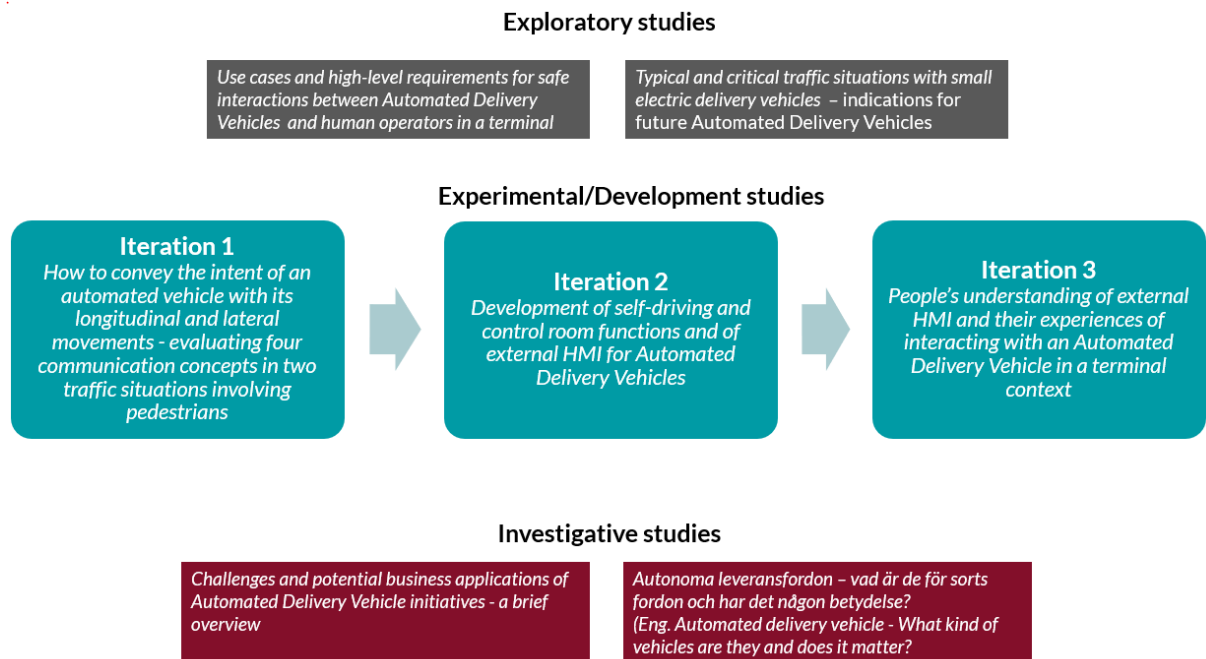 Exploratory studies
Use cases and high-level requirements for safe
interactions between Automated Delivery
Vehicles and human operators in a terminal
Typical and critical traffic situations with small
electric delivery vehicles – indications for
future Automated Delivery Vehicles
Experimental/Development studies
Iteration 1
How to convey the intent of an
automated vehicle with its
longitudinal and lateral
movements - evaluating four
communication concepts in two
traffic situations involving
pedestrians
Iteration 2
Development of self-driving and
control room functions and of
external HMI for Automated
Delivery Vehicles
Iteration 3
People's understanding of external
HMI and their experiences of
interacting with an Automated
Delivery Vehicle in a terminal
context
Investigative studies
Challenges and potential business applications of
Automated Delivery Vehicle initiatives - a brief
overview
Autonoma leveransfordon – vad är de för sorts
fordon och har det någon betydelse?
(Eng. Automated delivery vehicle - What kind of
vehicles are they and does it matter?